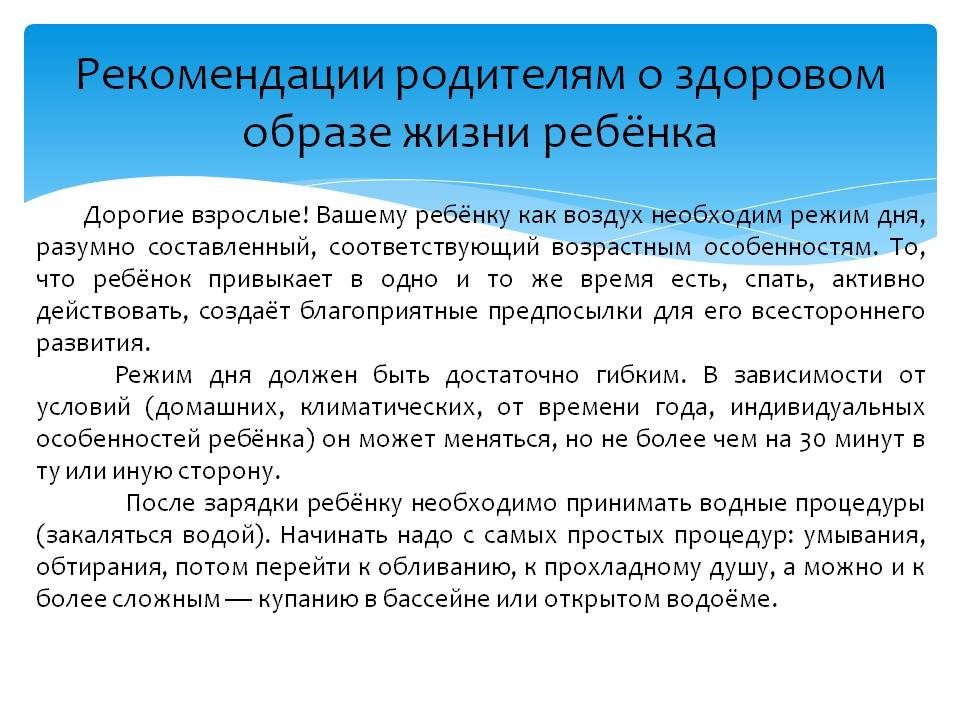 Рекомендации родителям о здоровом
образе жизни ребёнка
Дорогие взрослые! Вашему ребёнку как воздух необходим режим дня,
разумно составленный, соответствующий возрастным особенностям. То,
что ребёнок привыкает в одно и то же время есть, спать, активно
действовать, создаёт благоприятные предпосылки для его всестороннего
развития.
Режим дня должен быть достаточно гибким. В зависимости от
условий (домашних, климатических, от времени года, индивидуальных
особенностей ребёнка) он может меняться, но не более чем на 30 минут в
ту или иную сторону.
После зарядки ребёнку необходимо принимать водные процедуры
(закаляться водой). Начинать надо с самых простых процедур: умывания,
обтирания, потом перейти к обливанию, к прохладному душу, а можно и к
более сложным — купанию в бассейне или открытом водоёме.